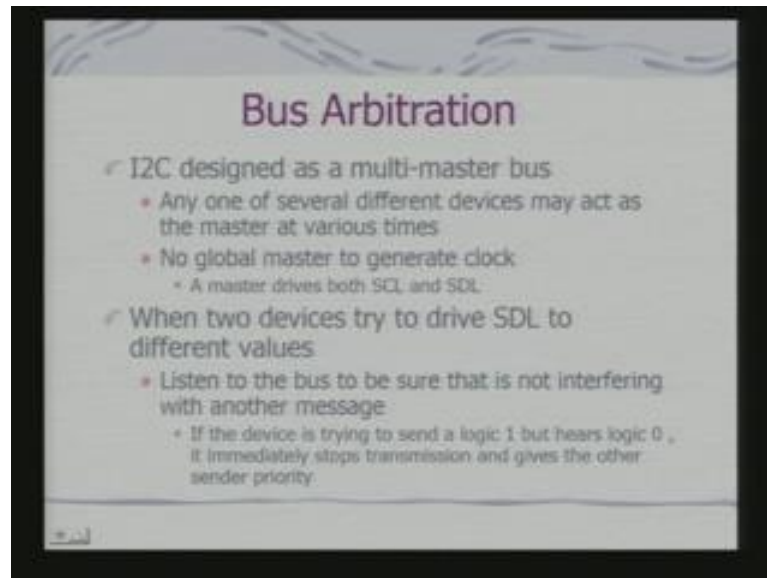 Bus Arbitration
I2C designed as a multi-master bus
Any one of several different devices may act as
the master at various times
No global master to generate clock
A master drives both SCL and SDL
When two devices try to drive SDL to
different values
Listen to the bus to be sure that is not interfering
with another message
If the device is trying to send a logic 1 but hears logic 0 ,
it immediately stops transmission and gives the other
sender priority